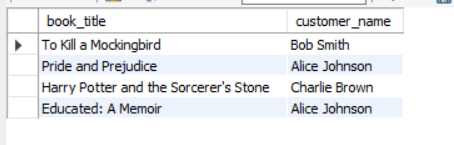 book_title customer_name
To Kill a Mockingbird Bob Smith
Pride and Prejudice Alice Johnson
Harry Potter and the Sorcerer's Stone Charlie Brown
Educated: A Memoir Alice Johnson